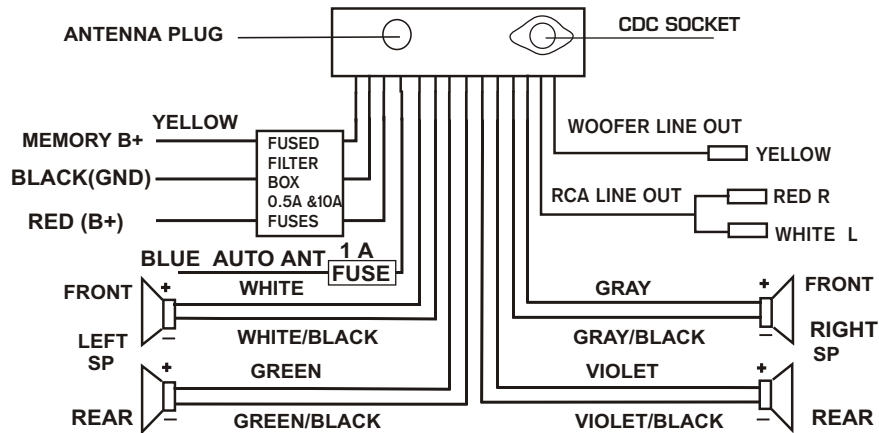 ANTENNA PLUG
CDC SOCKET
MEMORY B+
YELLOW
BLACK(GND)
RED (B+)
FUSED
FILTER
BOX
0.5A &10A
FUSES
WOOFER LINE OUT
YELLOW
RCA LINE OUT
RED R
WHITE L
BLUE AUTO ANT
1 A
FUSE
FRONT
+
WHITE
–
WHITE/BLACK
LEFT
SP
+
GREEN
REAR
–
GREEN/BLACK
GRAY
+
FRONT
GRAY/BLACK
–
RIGHT
SP
VIOLET
+
VIOLET/BLACK
–
REAR